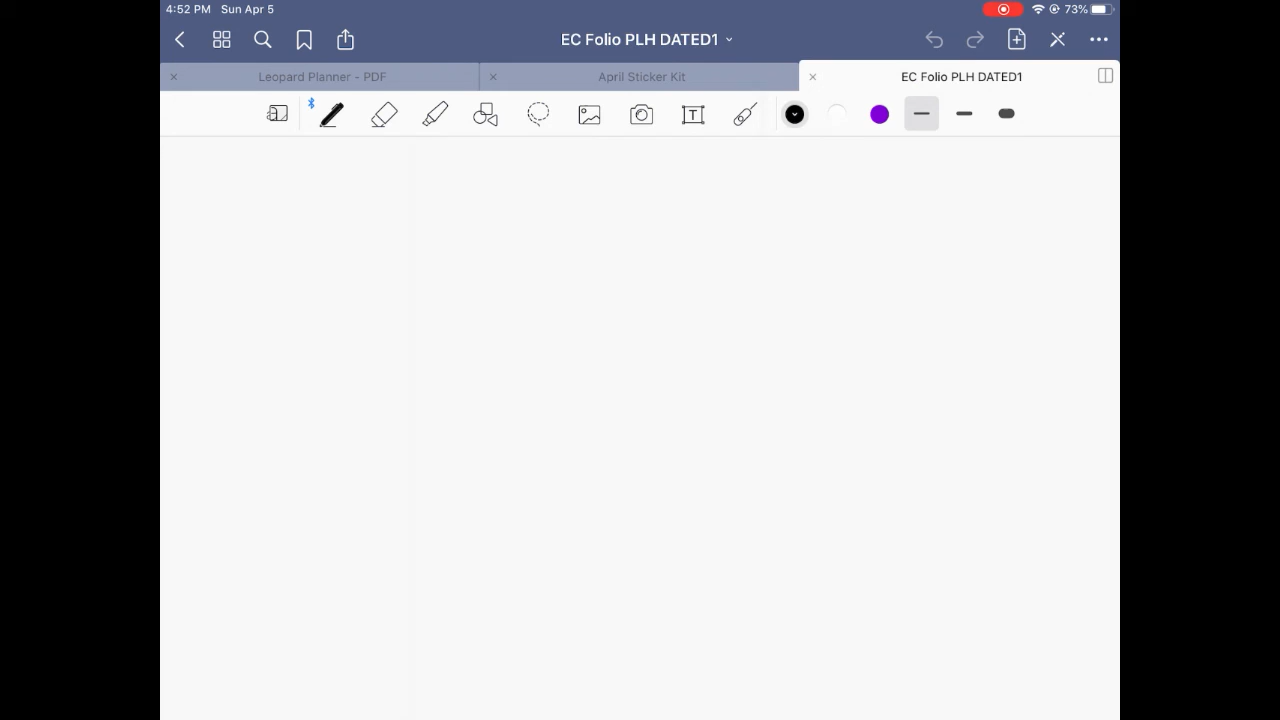 4:52 PM Sun Apr 5 73%
EC Folio PLH DATED1
Leopard Planner - PDF April Sticker Kit EC Folio PLH DATED1
T